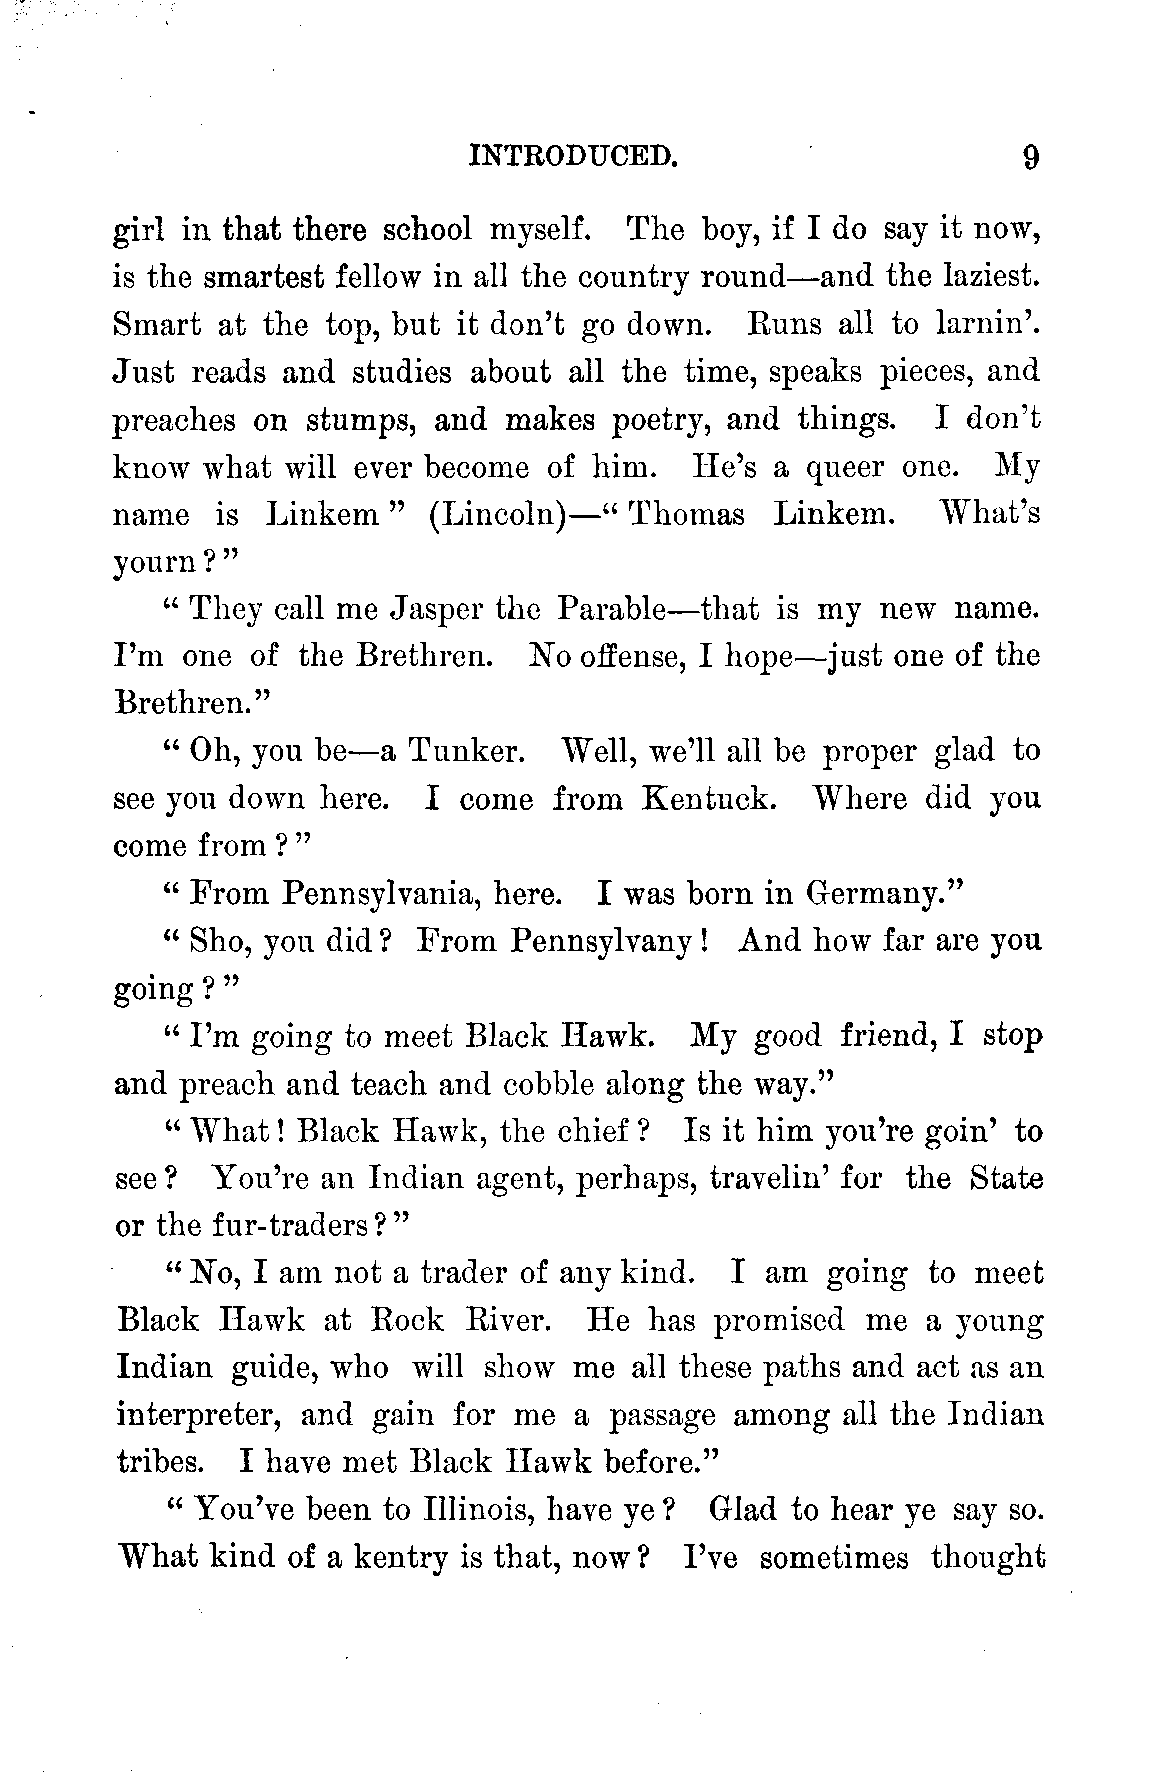 INTRODUCED. 9
girl in that there school myself. The boy, if I do say it now,
is the smartest fellow in all the country round—and the laziest.
Smart at the top, but it don't go down. Runs all to larnin'.
Just reads and studies about all the time, speaks pieces, and
preaches on stumps, and makes poetry, and things. I don't
know what will ever become of him. He's a queer one. My
name is Linkem" (Lincoln)—"Thomas Linkem. What's
yourn?"
"They call me Jasper the Parable—that is my new name.
I'm one of the Brethren. No offense, I hope—just one of the
Brethren."
"Oh, you be—a Tunker. Well, we'll all be proper glad to
see you down here. I come from Kentuck. Where did you
come from?"
"From Pennsylvania, here. I was born in Germany."
"Sho, you did? From Pennsylvany! And how far are you
going?"
"I'm going to meet Black Hawk. My good friend, I stop
and preach and teach and cobble along the way."
"What! Black Hawk, the chief? Is it him you're goin' to
see? You're an Indian agent, perhaps, travelin' for the State
or the fur-traders?"
"No, I am not a trader of any kind. I am going to meet
Black Hawk at Rock River. He has promised me a young
Indian guide, who will show me all these paths and act as an
interpreter, and gain for me a passage among all the Indian
tribes. I have met Black Hawk before."
"You've been to Illinois, have ye? Glad to hear ye say so.
What kind of a kentry is that, now? I've sometimes thought